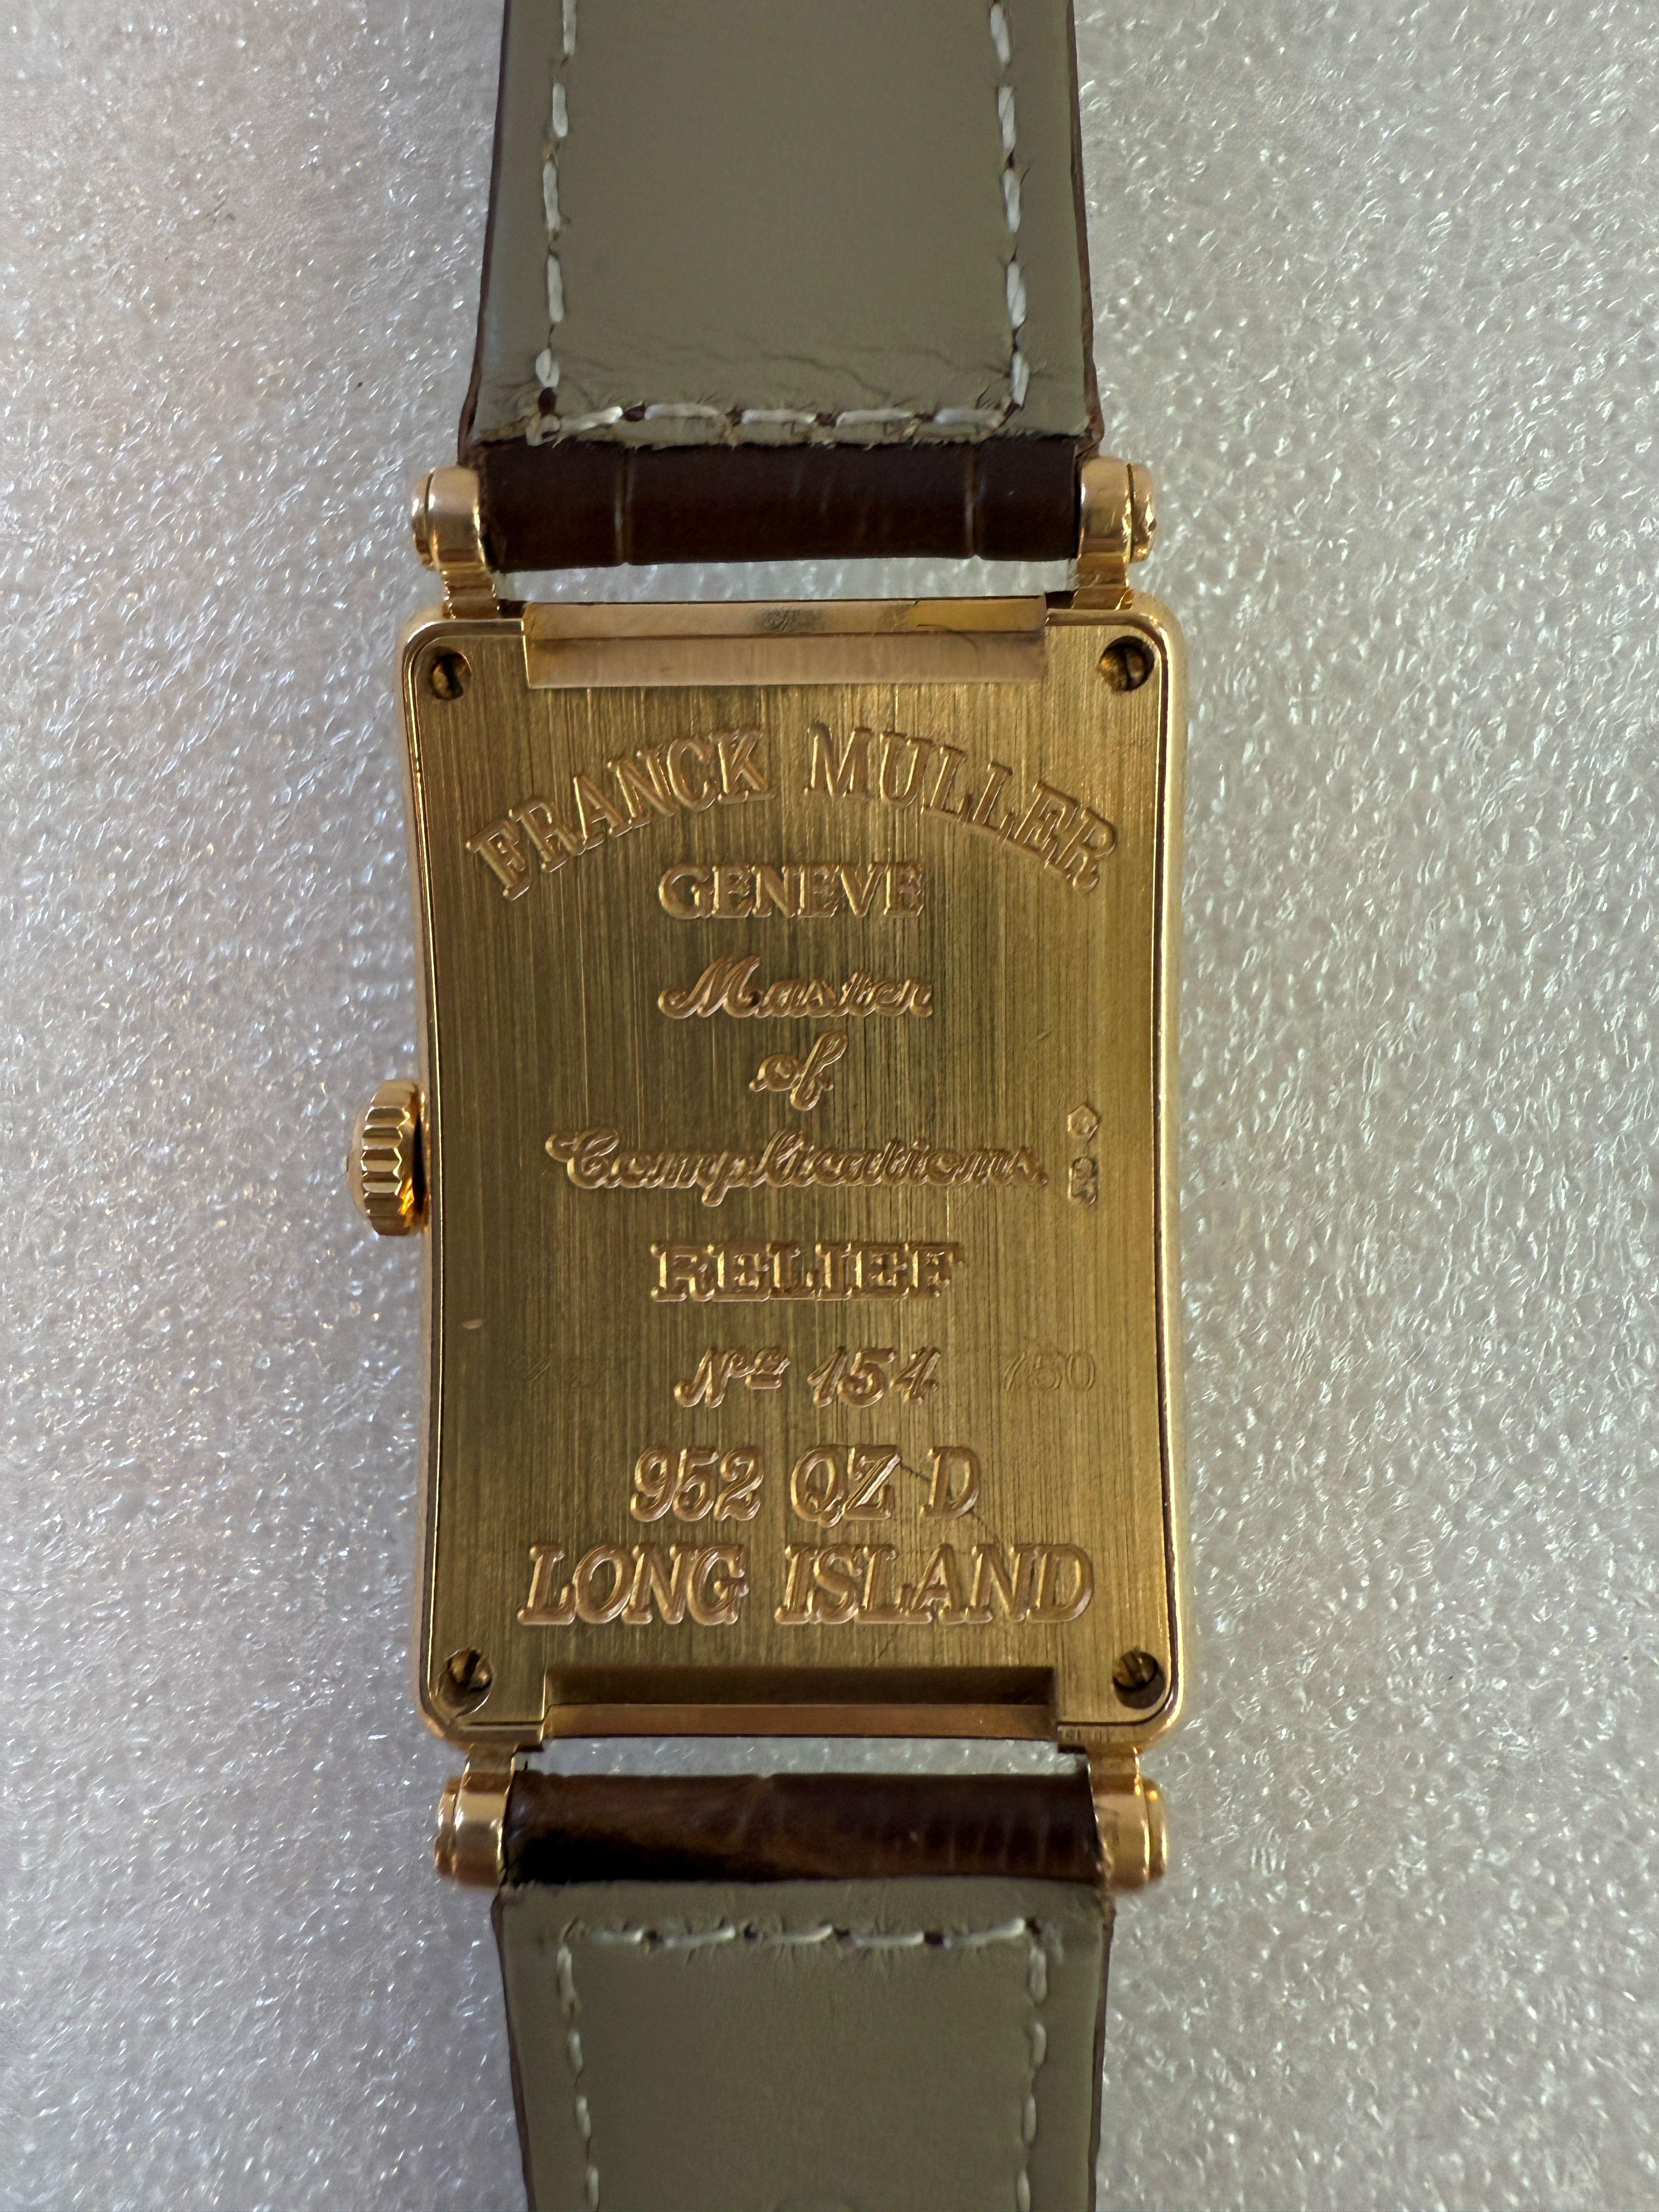 FRANCK MULLER
GENEVE
Master
of
Complications
RELIEF
Nº 154 750
952 QZ D
LONG ISLAND